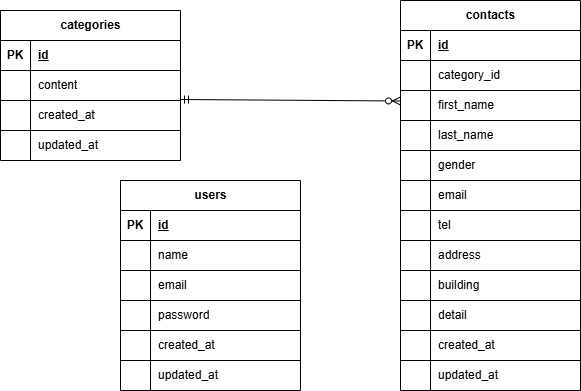 categories
PK id
content
created_at
updated_at
contacts
PK id
category_id
first_name
last_name
gender
email
tel
address
building
detail
created_at
updated_at
users
PK id
name
email
password
created_at
updated_at